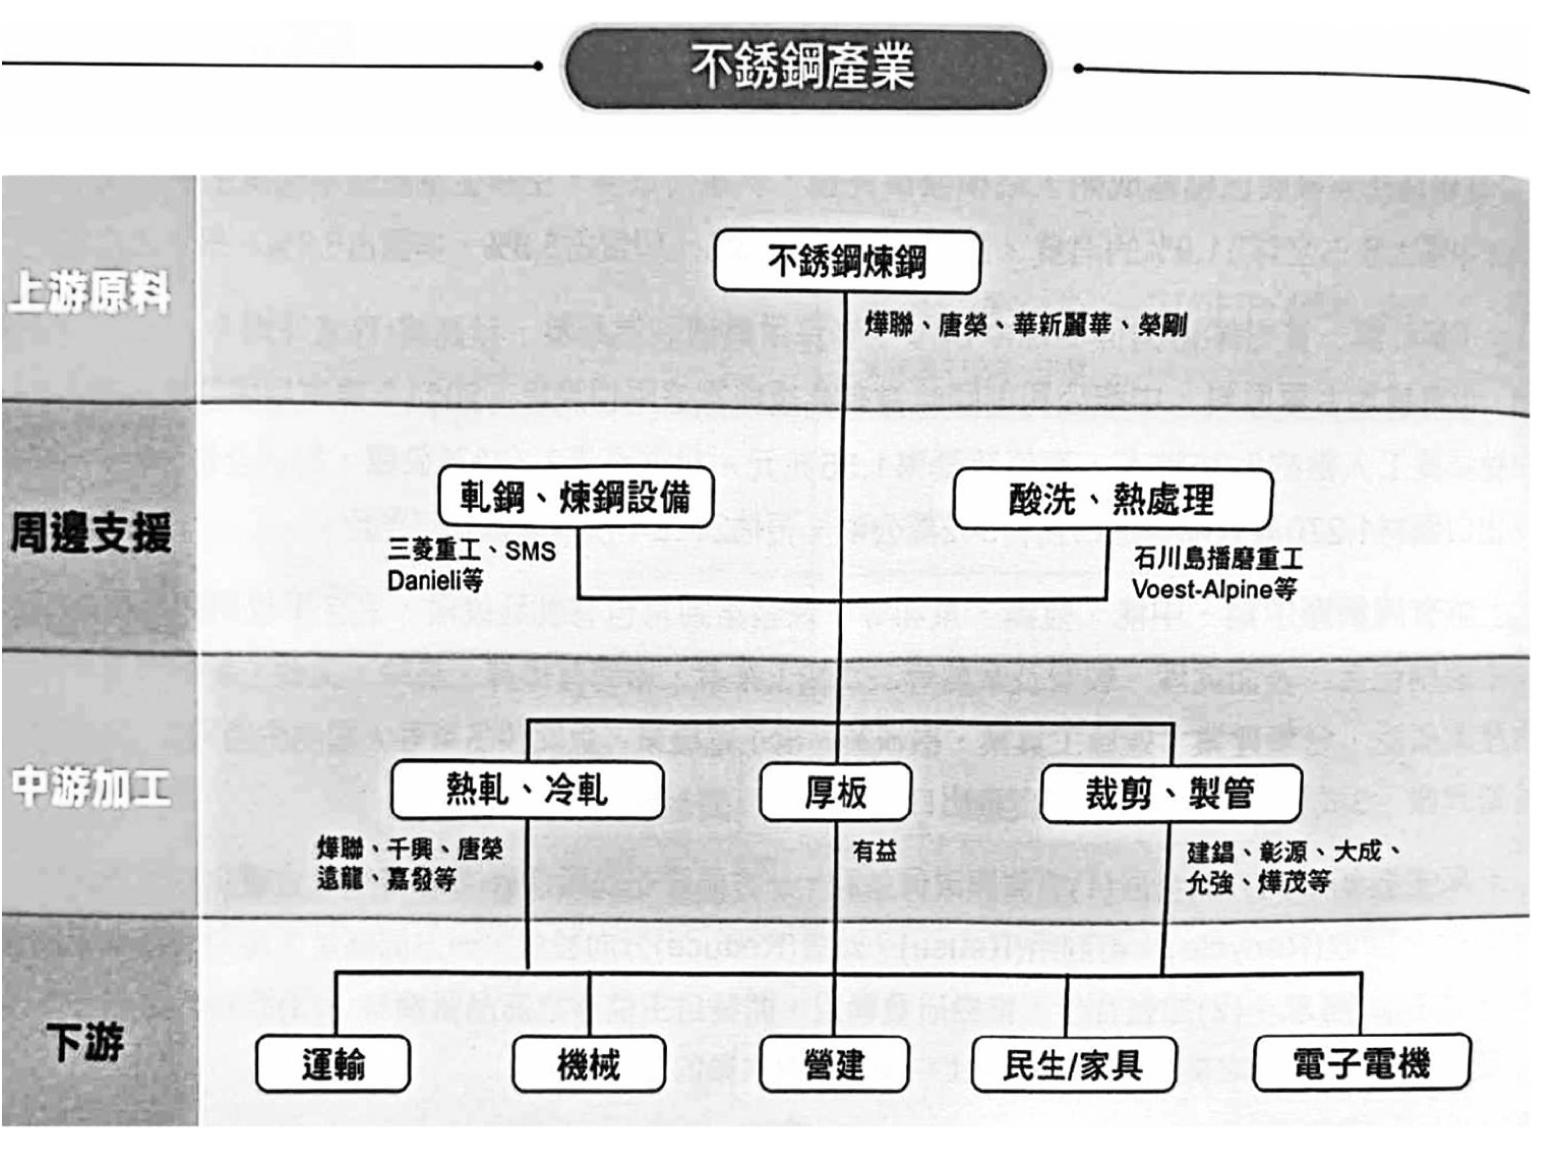 不銹鋼產業
上游原料
不銹鋼煉鋼
燁聯、唐榮、華新麗華、榮剛
周邊支援
軋鋼、煉鋼設備
三菱重工、SMS
Danieli等
酸洗、熱處理
石川島播磨重工
Voest-Alpine等
中游加工
熱軋、冷軋
燁聯、千興、唐榮
遠龍、嘉發等
厚板
有益
裁剪、製管
建錩、彰源、大成、
允強、燁茂等
下游
運輸
機械
營建
民生/家具
電子電機